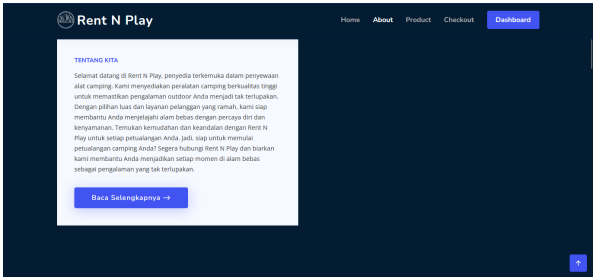 Rent N Play
Home About Product Checkout Dashboard
TENTANG KITA
Selamat datang di Rent N Play, penyedia terkemuka dalam penyewaan
alat camping. Kami menyediakan peralatan camping berkualitas tinggi
untuk memastikan pengalaman outdoor Anda menjadi tak terlupakan.
Dengan pilihan luas dan layanan pelanggan yang ramah, kami siap
membantu Anda menjelajahi alam bebas dengan percaya diri dan
kenyamanan. Temukan kemudahan dan keandalan dengan Rent N
Play untuk setiap petualangan Anda. Jadi, siap untuk memulai
petualangan camping Anda? Segera hubungi Rent N Play dan biarkan
kami membantu Anda menjadikan setiap momen di alam bebas
sebagai pengalaman yang tak terlupakan.
Baca Selengkapnya →